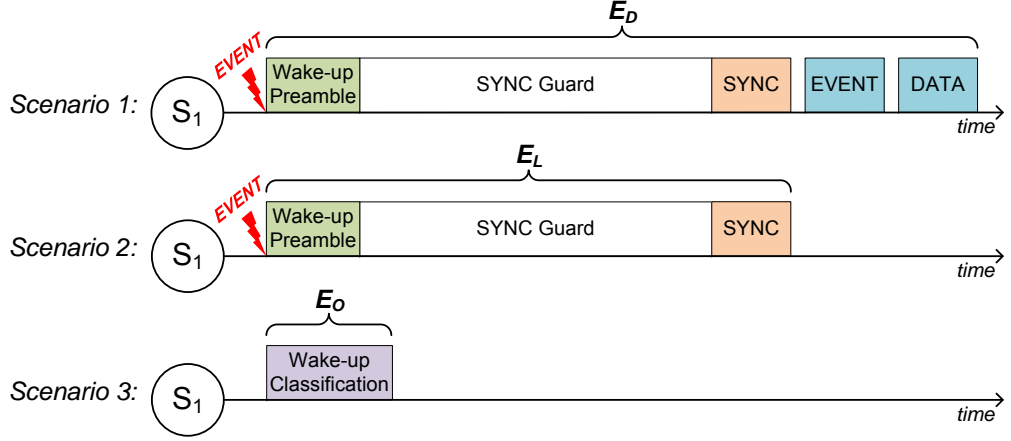 E_D
EVENT
Wake-up
Preamble
SYNC Guard
SYNC
EVENT
DATA
Scenario 1:
S₁
time
E_L
EVENT
Wake-up
Preamble
SYNC Guard
SYNC
Scenario 2:
S₁
time
E_O
Wake-up
Classification
Scenario 3:
S₁
time